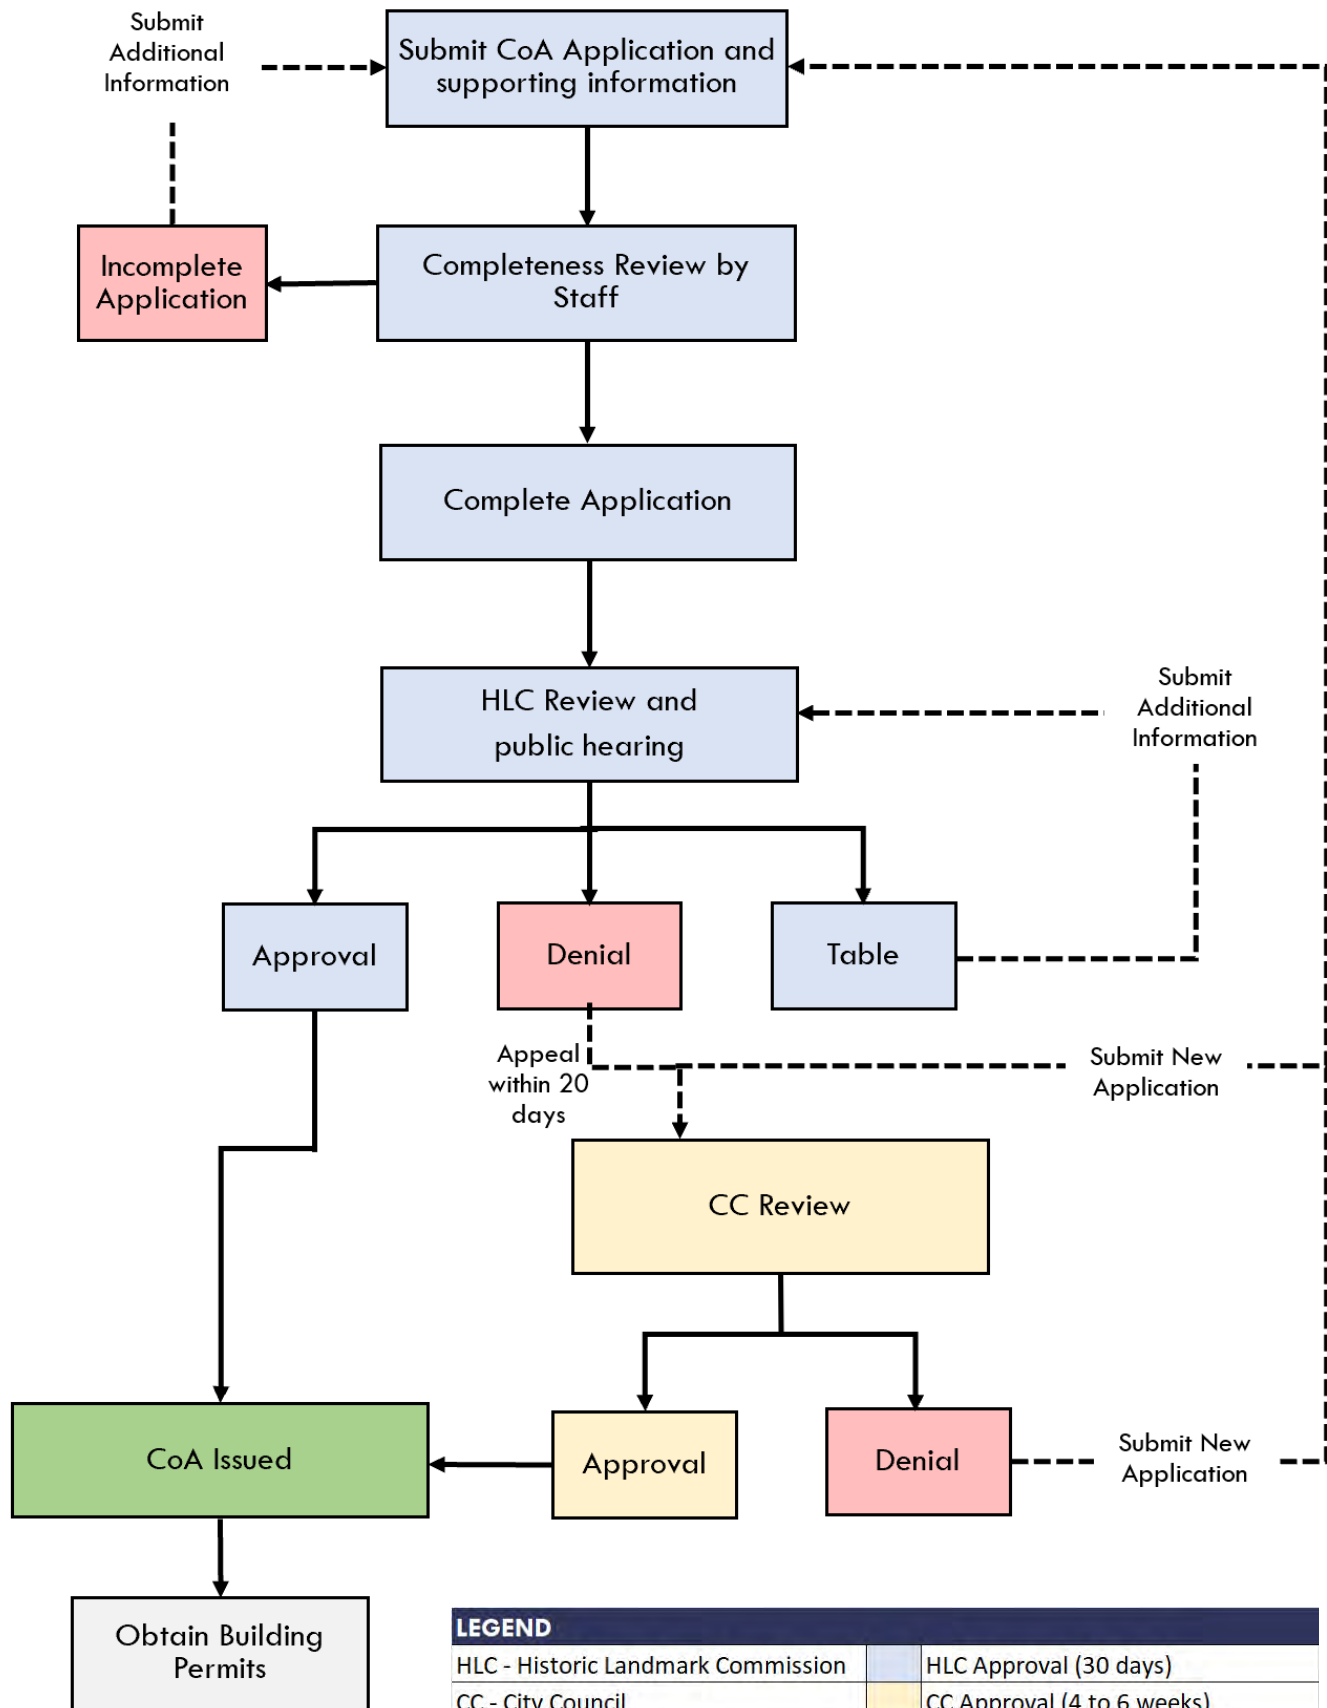 Submit
Additional
Information
Submit CoA Application and
supporting information
Incomplete
Application
Completeness Review by
Staff
Complete Application
HLC Review and
public hearing
Submit
Additional
Information
Approval
Denial
Table
Appeal
within 20
days
Submit New
Application
CC Review
CoA Issued
Approval
Denial
Submit New
Application
Obtain Building
Permits
LEGEND
HLC - Historic Landmark Commission HLC Approval (30 days)
CC - City Council CC Approval (4 to 6 weeks)